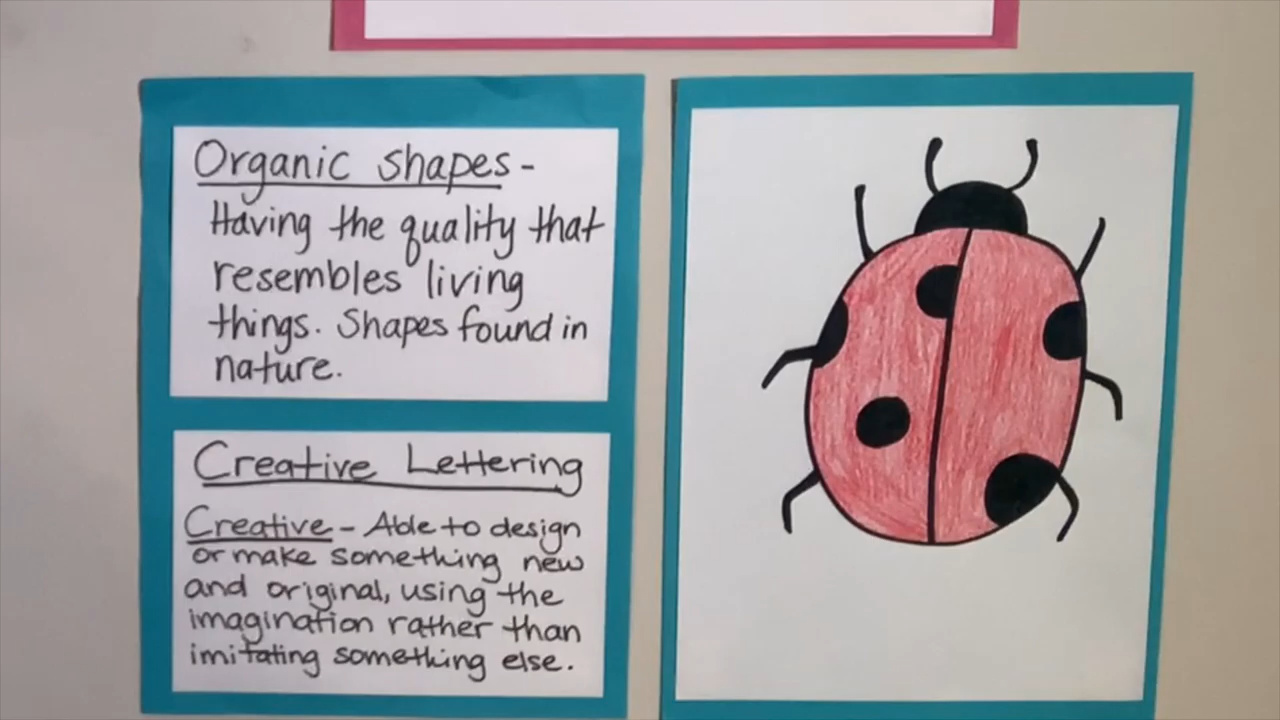 Organic shapes-
Having the quality that
resembles living
things. Shapes found in
nature.
Creative Lettering
Creative - Able to design
or make something new
and original, using the
imagination rather than
imitating something else.